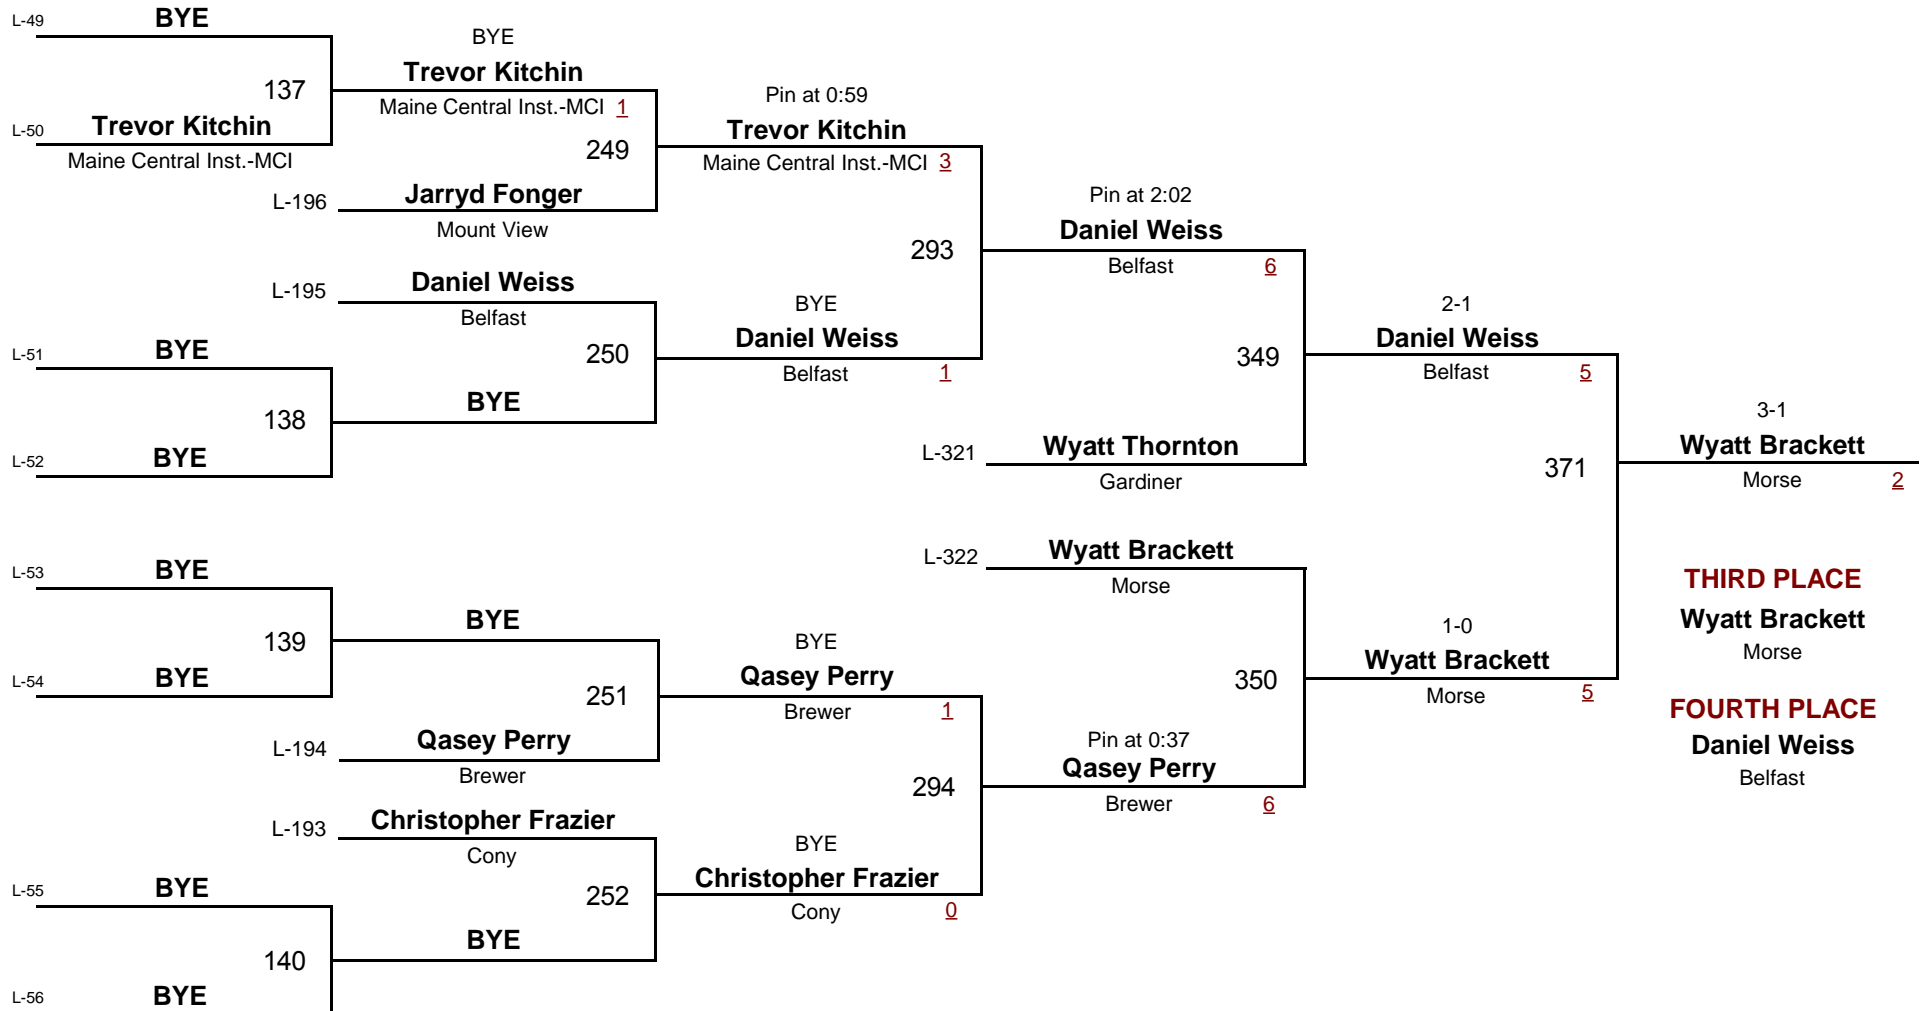 L-49
BYE
137
L-50
Trevor Kitchin
Maine Central Inst.-MCI
BYE
Trevor Kitchin
Maine Central Inst.-MCI 1
249
L-196
Jarryd Fonger
Mount View
Pin at 0:59
Trevor Kitchin
Maine Central Inst.-MCI 3
L-195
Daniel Weiss
Belfast
L-51
BYE
138
L-52
BYE
250
BYE
BYE
Daniel Weiss
Belfast 1
293
Pin at 2:02
Daniel Weiss
Belfast 6
349
L-321
Wyatt Thornton
Gardiner
2-1
Daniel Weiss
Belfast 5
371
3-1
Wyatt Brackett
Morse 2
L-53
BYE
139
L-54
BYE
BYE
251
L-194
Qasey Perry
Brewer
BYE
Qasey Perry
Brewer 1
L-193
Christopher Frazier
Cony
L-55
BYE
140
L-56
BYE
252
BYE
BYE
Christopher Frazier
Cony 0
294
Pin at 0:37
Qasey Perry
Brewer 6
L-322
Wyatt Brackett
Morse
350
1-0
Wyatt Brackett
Morse 5
THIRD PLACE
Wyatt Brackett
Morse
FOURTH PLACE
Daniel Weiss
Belfast